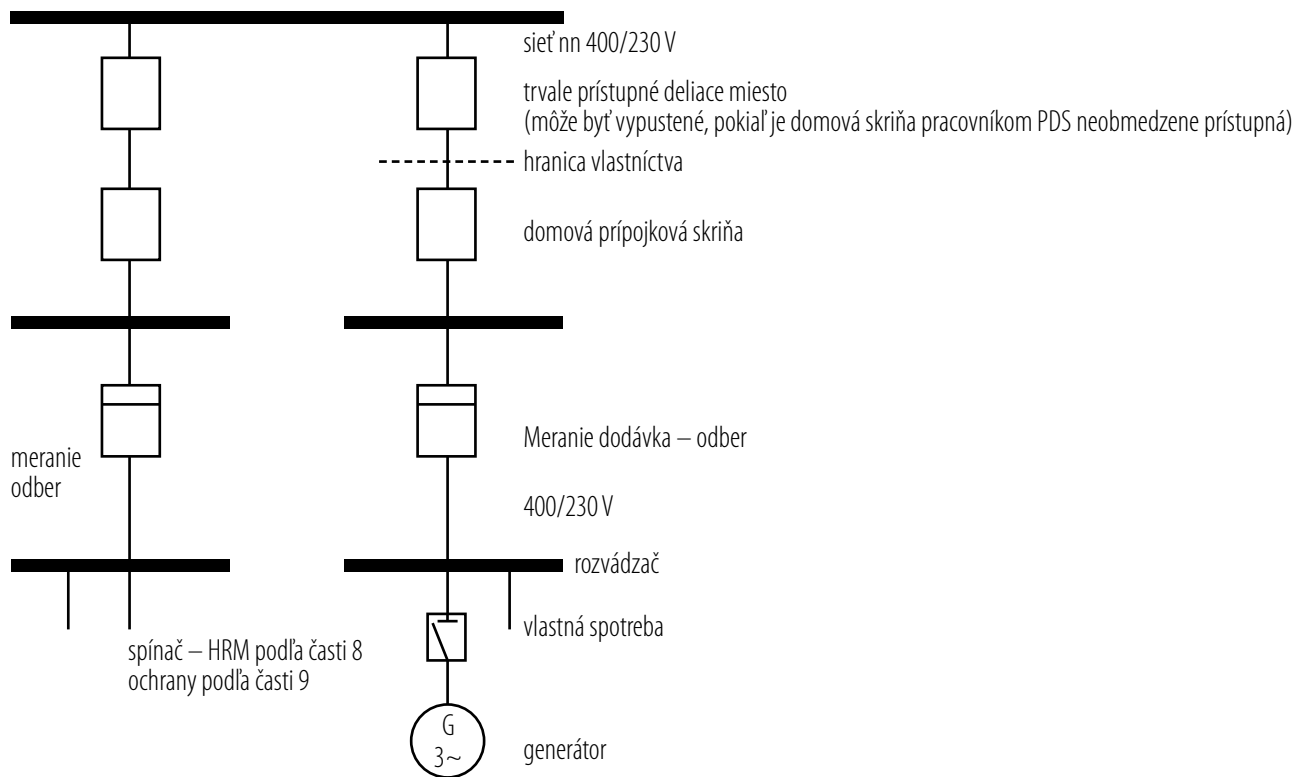 sieť nn 400/230 V
trvale prístupné deliace miesto
(môže byť vypustené, pokiaľ je domová skriňa pracovníkom PDS neobmedzene prístupná)
hranica vlastníctva
domová prípojková skriňa
meranie
odber
Meranie dodávka – odber
400/230 V
rozvádzač
vlastná spotreba
spínač – HRM podľa časti 8
ochrany podľa časti 9
G
3~
generátor